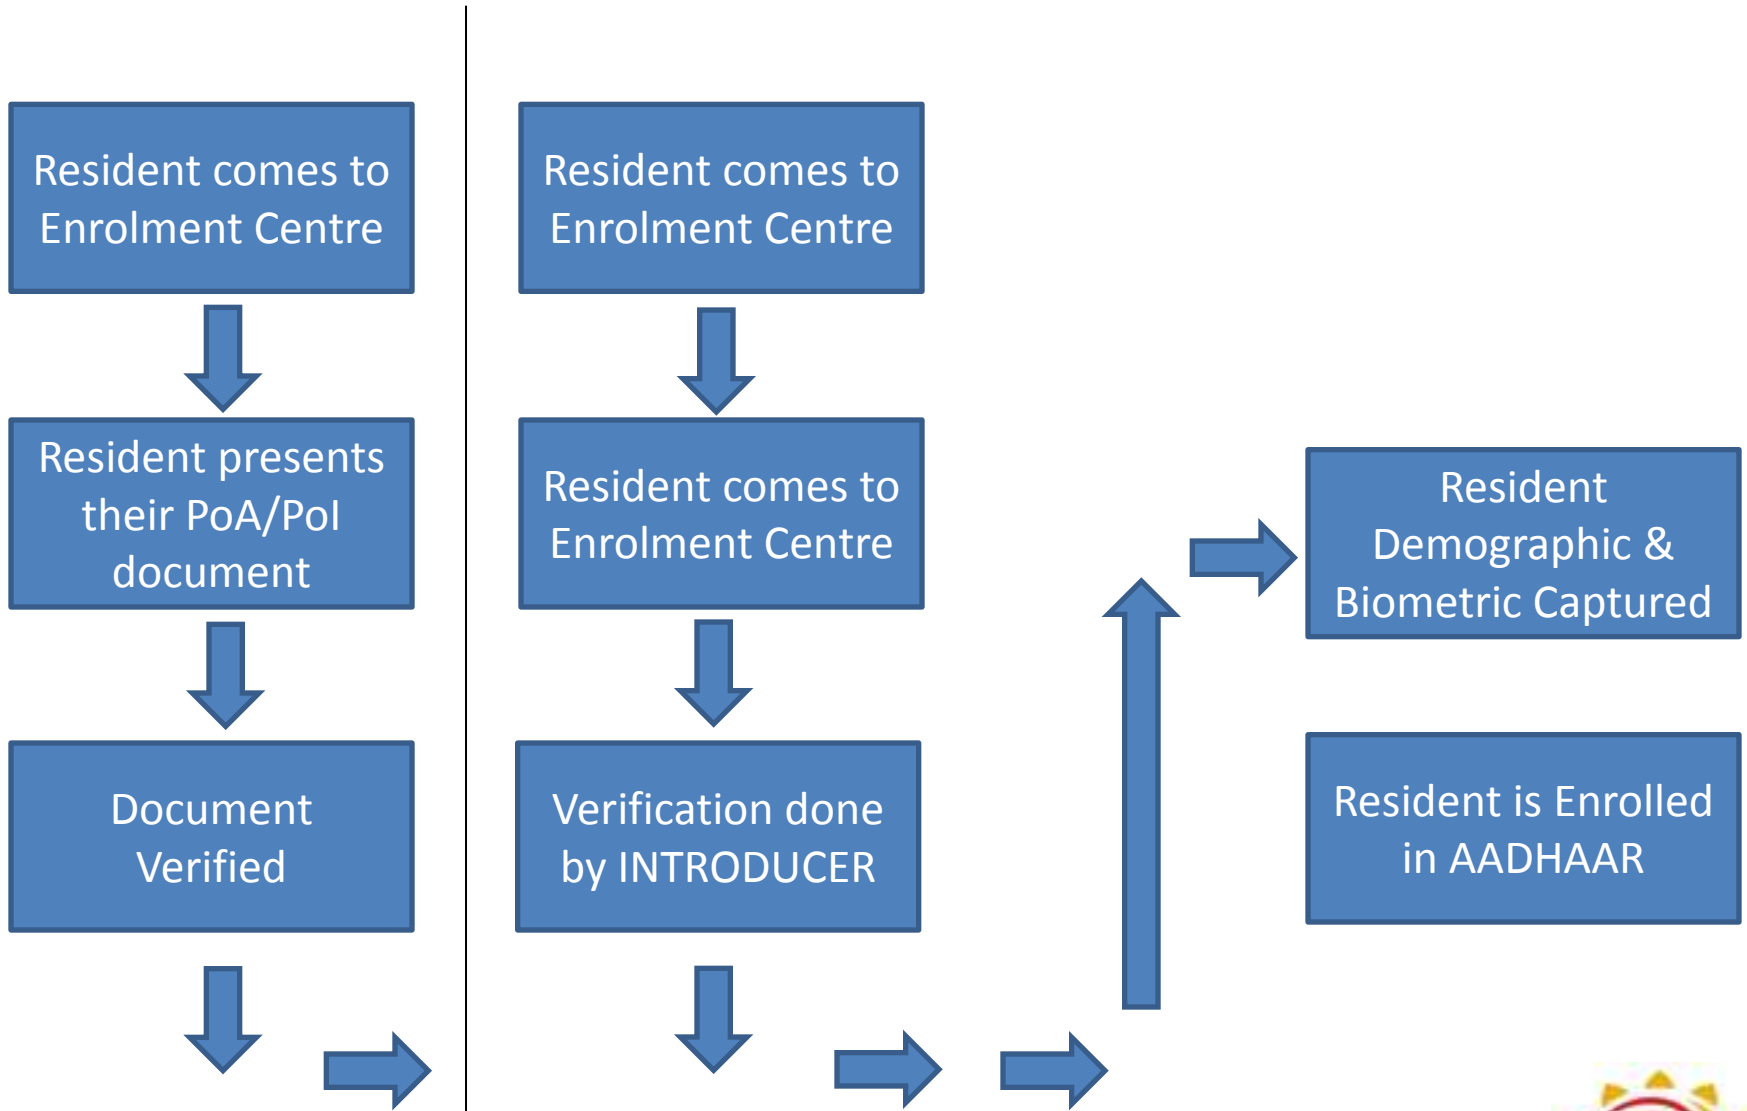 Resident comes to
Enrolment Centre
Resident presents
their PoA/PoI
document
Document
Verified
Resident comes to
Enrolment Centre
Resident comes to
Enrolment Centre
Verification done
by INTRODUCER
Resident
Demographic &
Biometric Captured
Resident is Enrolled
in AADHAAR